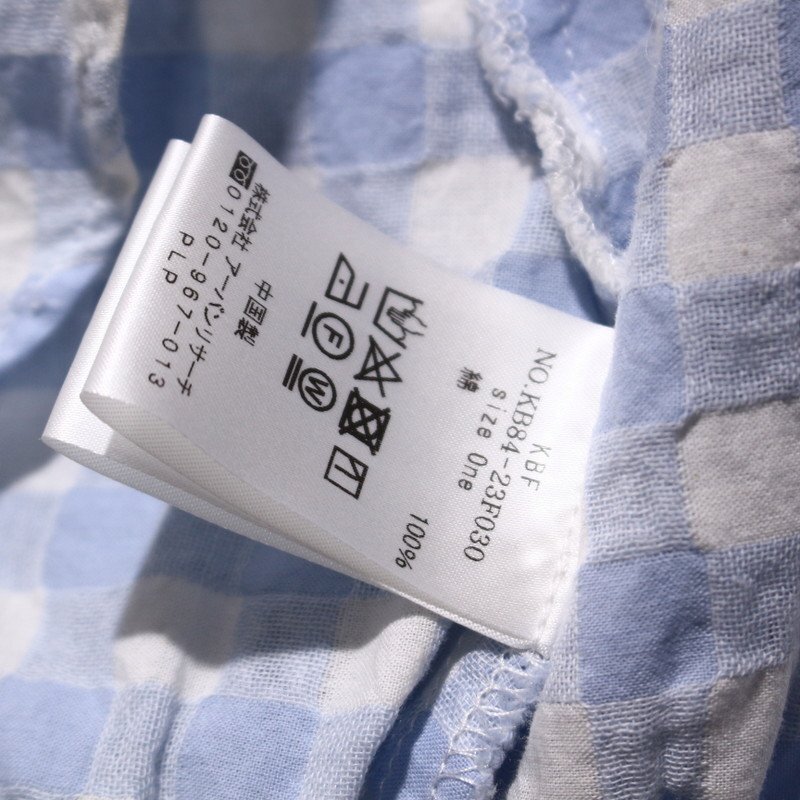 KBF
NO.KB84-23F030
Size One
綿 100%
F
W
中国製
株式会社 アーバンリサーチ
0120-967-013
PLP